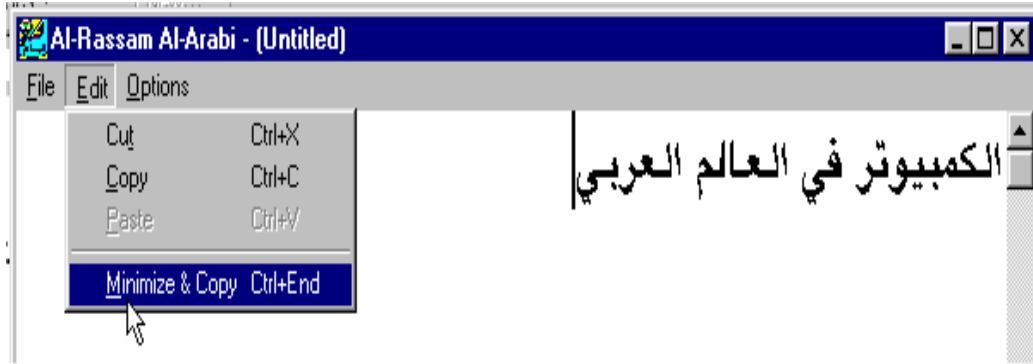 Al-Rassam Al-Arabi - (Untitled)
File Edit Options
Cut Ctrl+X
Copy Ctrl+C
Paste Ctrl+V
Minimize & Copy Ctrl+End
الكمبيوتر في العالم العربي